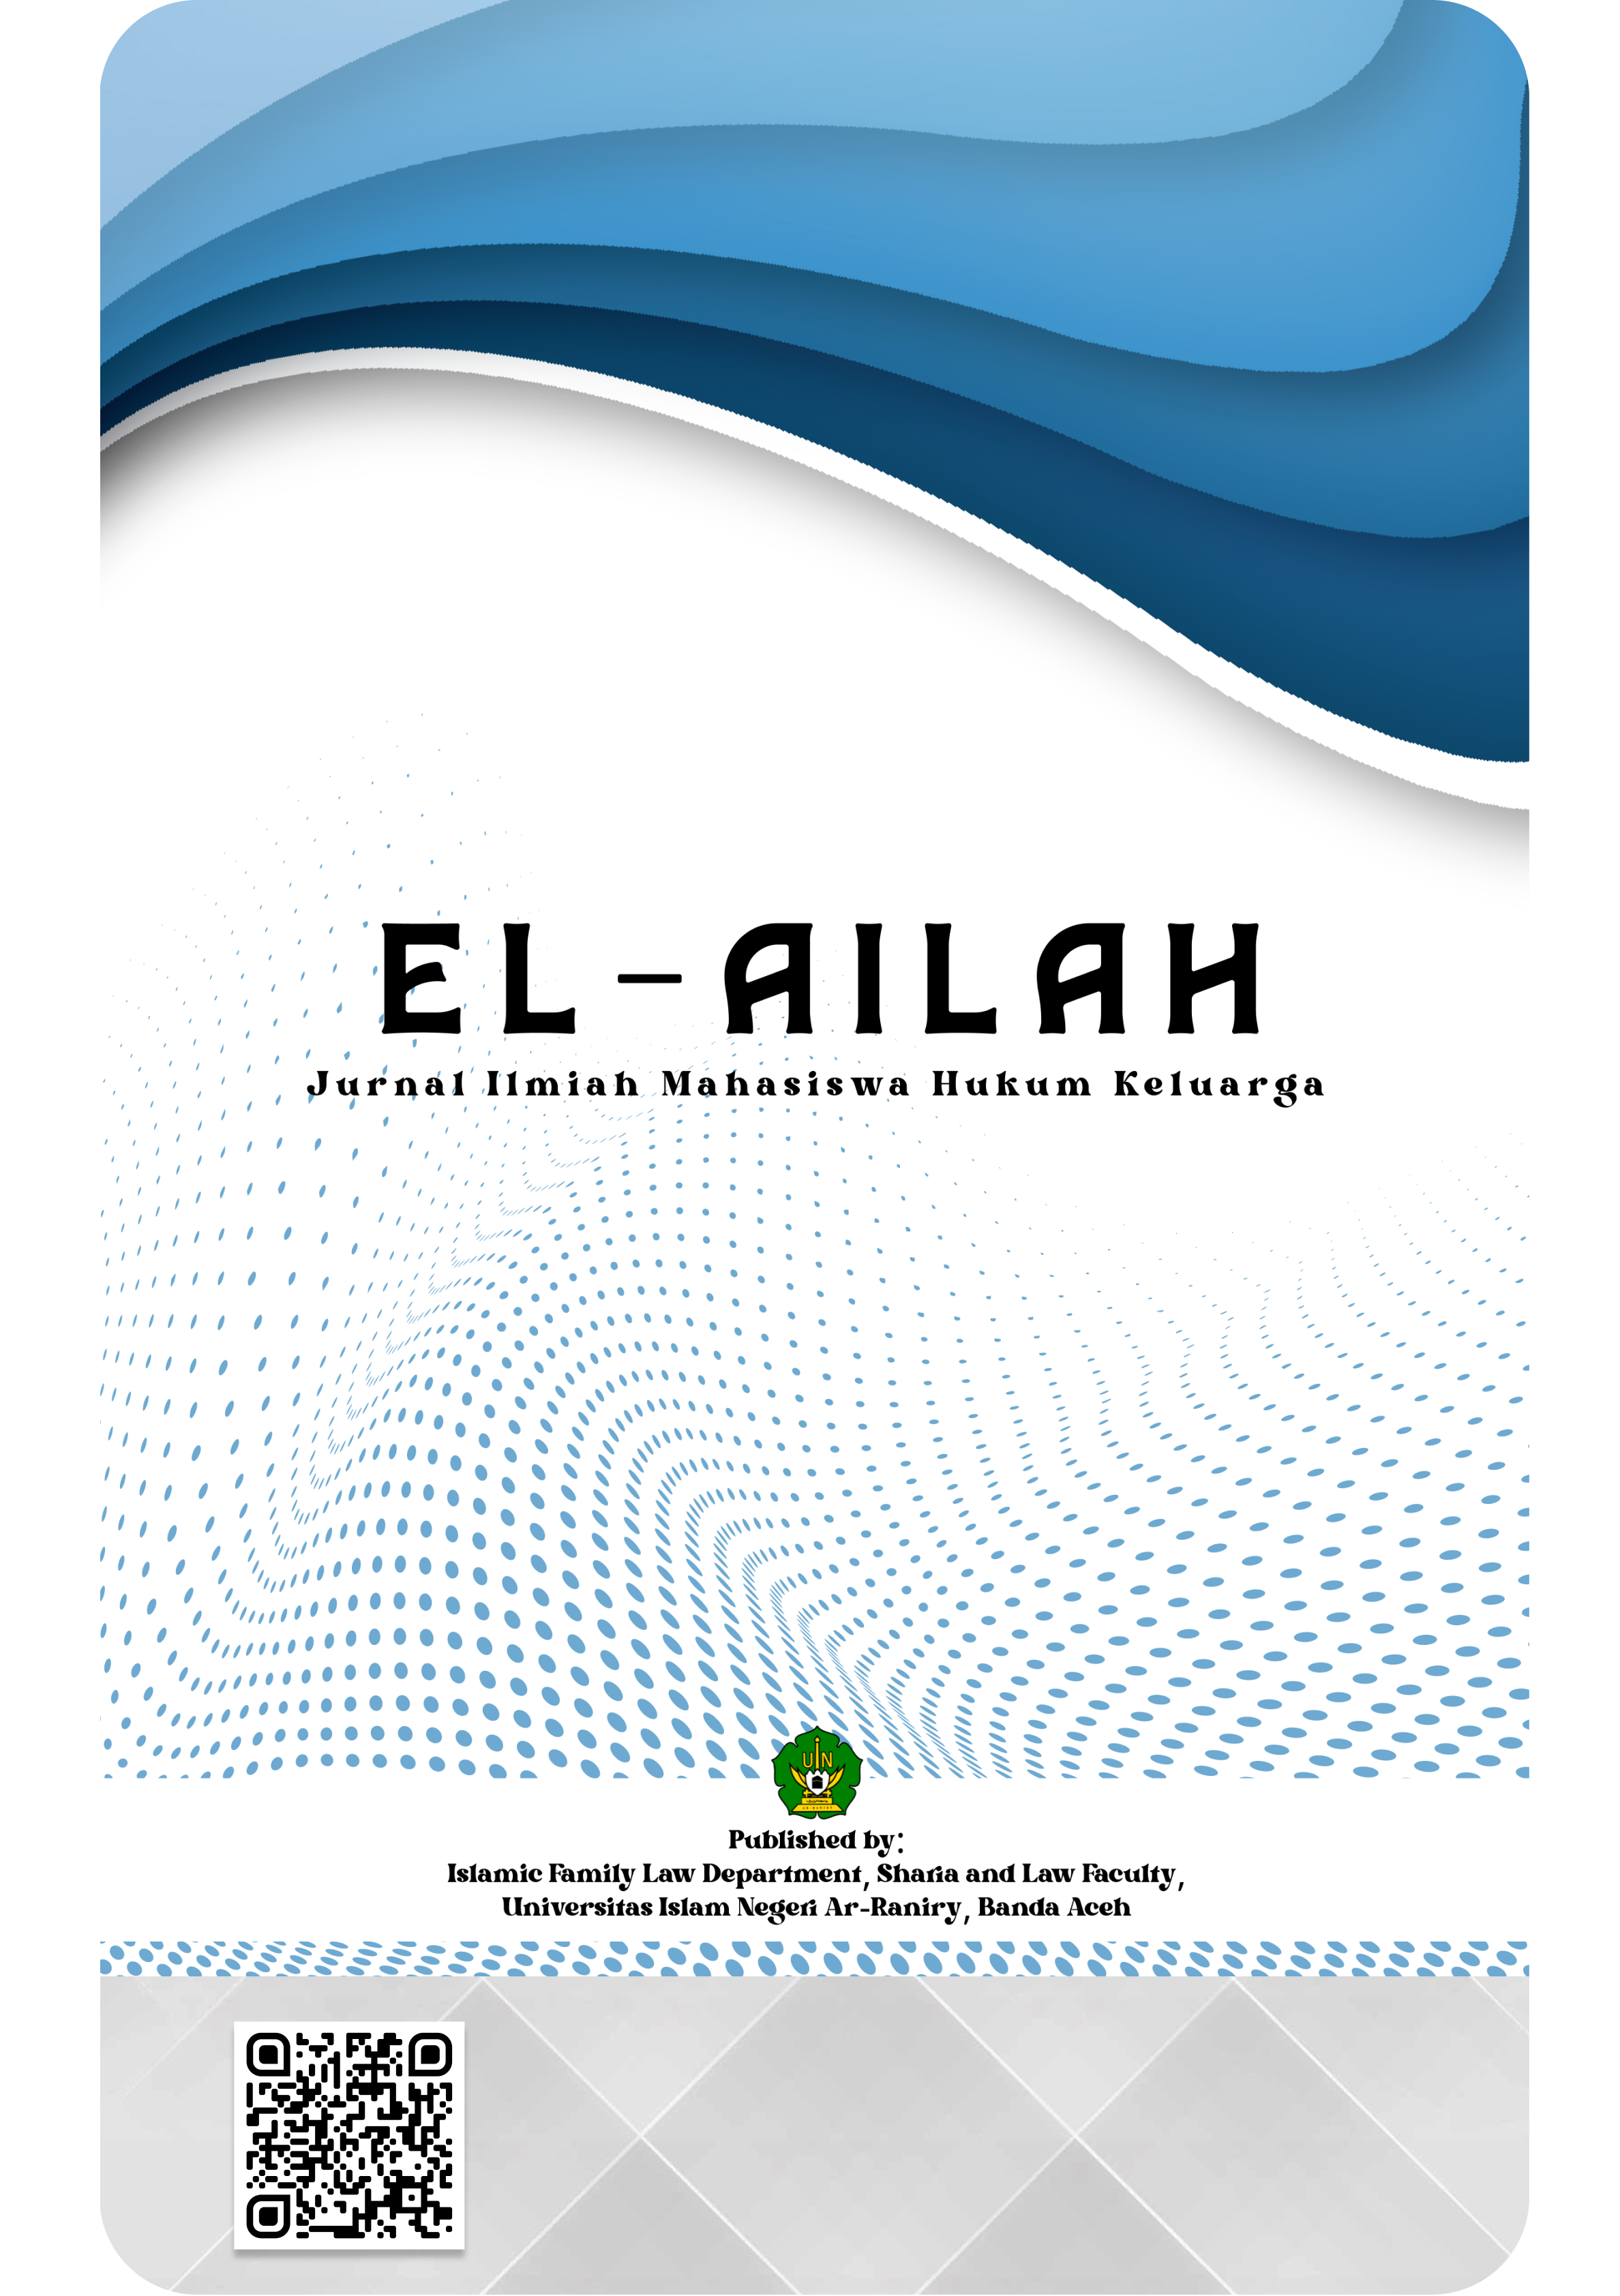 EL-AILAH
Jurnal Ilmiah Mahasiswa Hukum Keluarga
UIN
Published by:
Islamic Family Law Department, Sharia and Law Faculty,
Universitas Islam Negeri Ar-Raniry, Banda Aceh